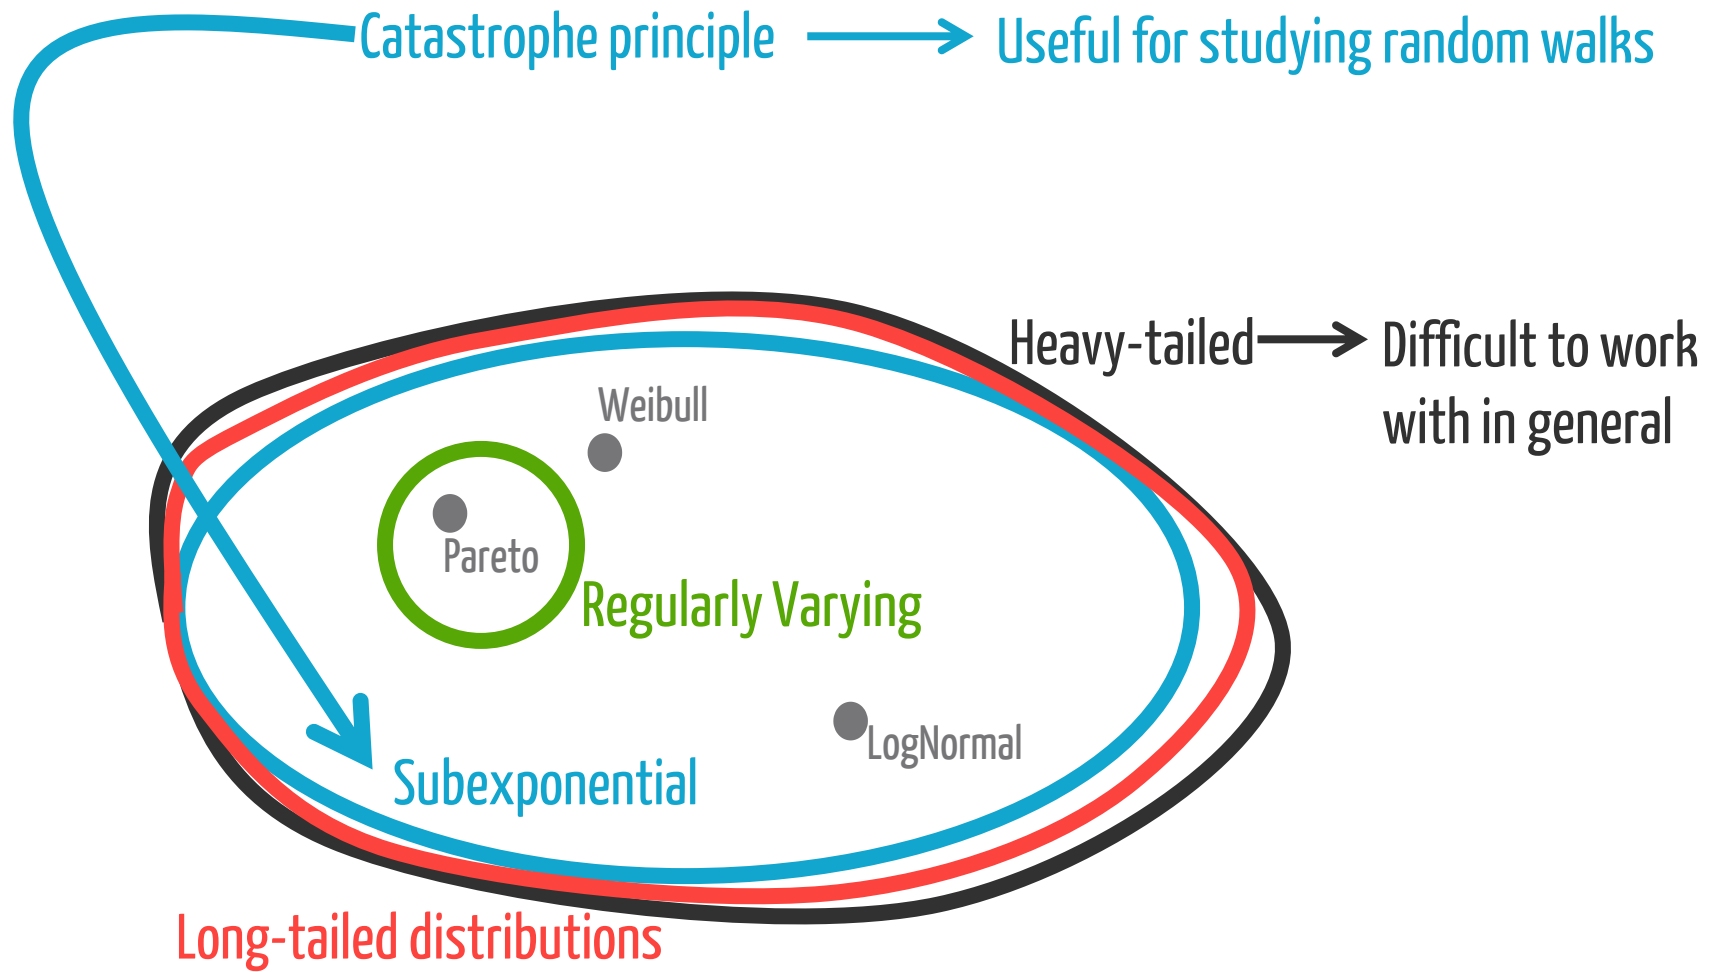 Catastrophe principle
Useful for studying random walks
Heavy-tailed
Difficult to work
with in general
Weibull
Pareto
Regularly Varying
LogNormal
Subexponential
Long-tailed distributions